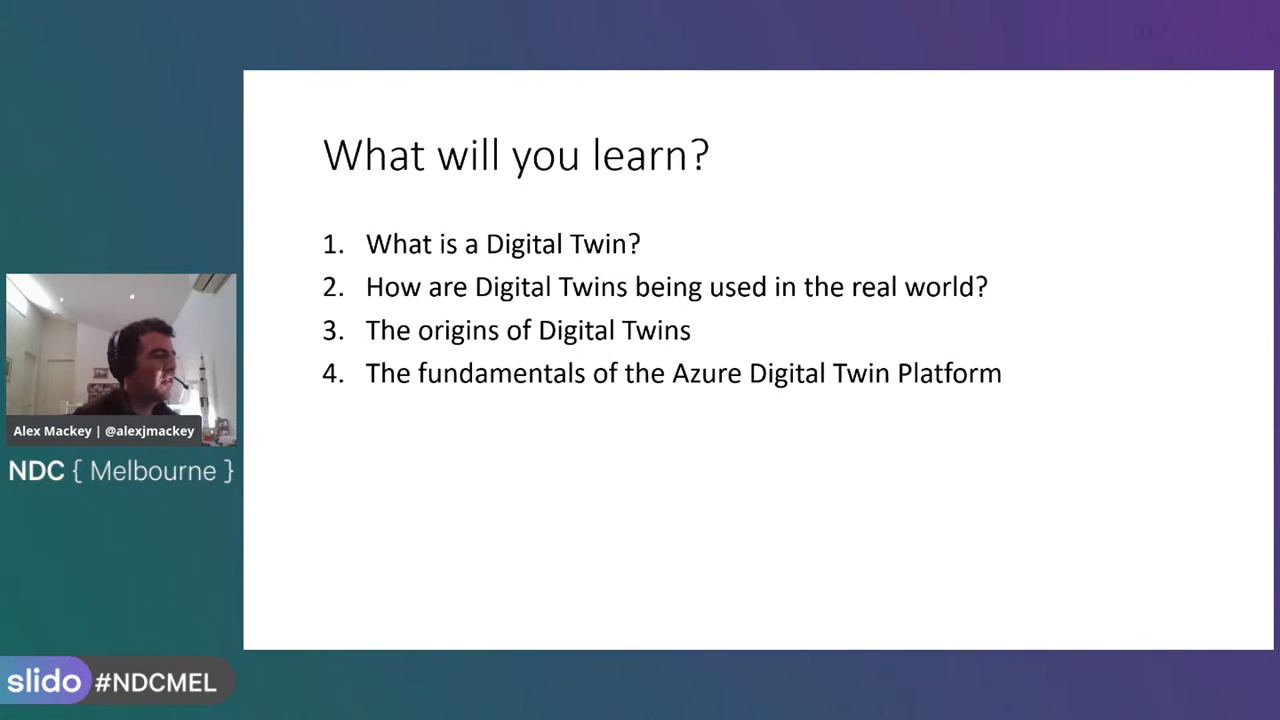 What will you learn?
1. What is a Digital Twin?
2. How are Digital Twins being used in the real world?
3. The origins of Digital Twins
4. The fundamentals of the Azure Digital Twin Platform
Alex Mackey | @alexjmackey
NDC { Melbourne }
slido #NDCMEL